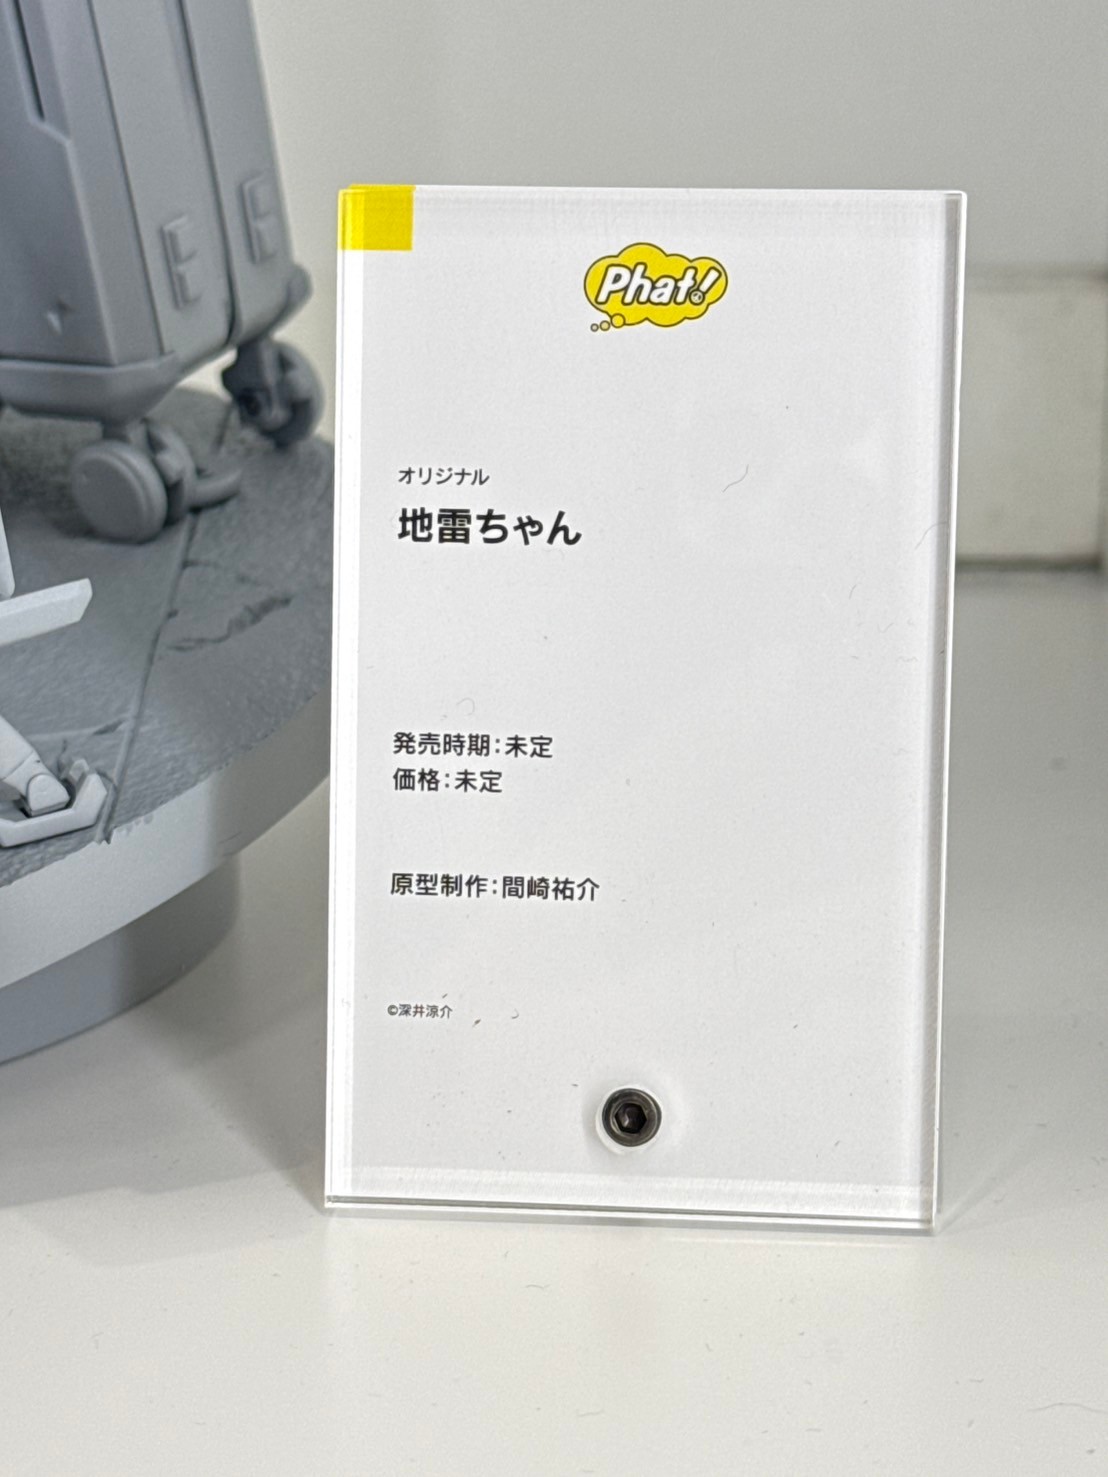 Phat!
オリジナル
地雷ちゃん
発売時期:未定
価格:未定
原型制作:間崎祐介
©深井涼介